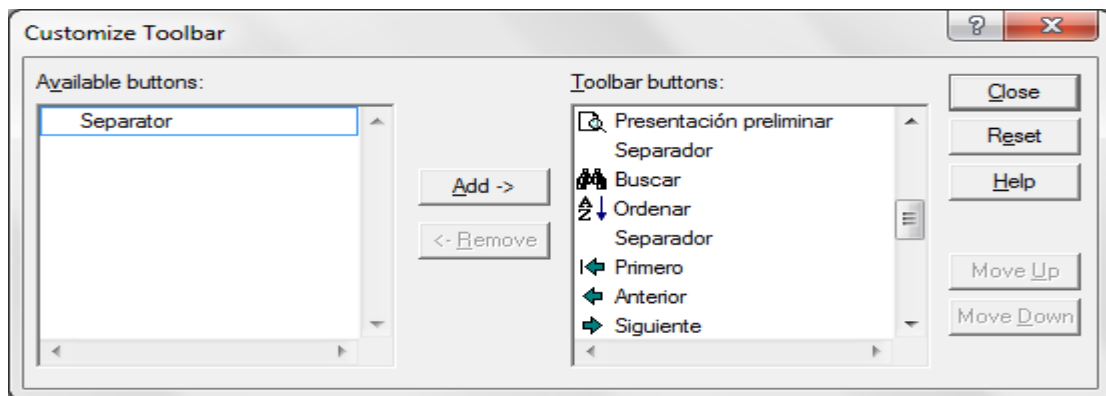 Customize Toolbar
Available buttons:
Separator
Add ->
<- Remove
Toolbar buttons:
Presentación preliminar
Separador
Buscar
Ordenar
Separador
Primero
Anterior
Siguiente
Close
Reset
Help
Move Up
Move Down